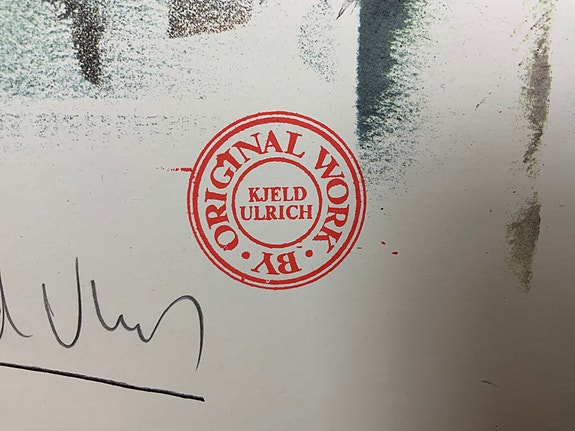 ORIGINAL WORK • BY •
KJELD
ULRICH